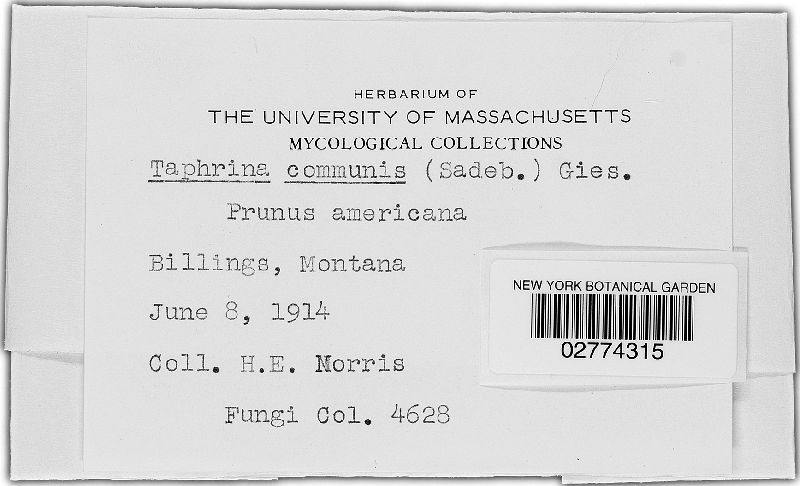 HERBARIUM OF
THE UNIVERSITY OF MASSACHUSETTS
MYCOLOGICAL COLLECTIONS
Taphrina communis (Sadeb.) Gies.
Prunus americana
Billings, Montana
June 8, 1914
Coll. H.E. Morris
Fungi Col. 4628
NEW YORK BOTANICAL GARDEN
02774315